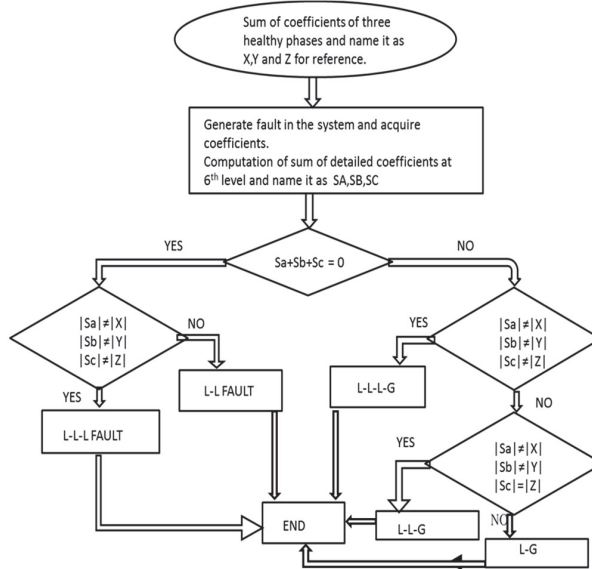 Sum of coefficients of three
healthy phases and name it as
X,Y and Z for reference.
Generate fault in the system and acquire
coefficients.
Computation of sum of detailed coefficients at
6th level and name it as SA,SB,SC
YES
NO
Sa+Sb+Sc = 0
|Sa|≠|X|
|Sb|≠|Y|
|Sc|≠|Z|
NO
YES
L-L FAULT
L-L-L FAULT
|Sa|≠|X|
|Sb|≠|Y|
|Sc|≠|Z|
YES
L-L-L-G
NO
|Sa|≠|X|
|Sb|≠|Y|
|Sc|=|Z|
YES
L-L-G
NO
L-G
END